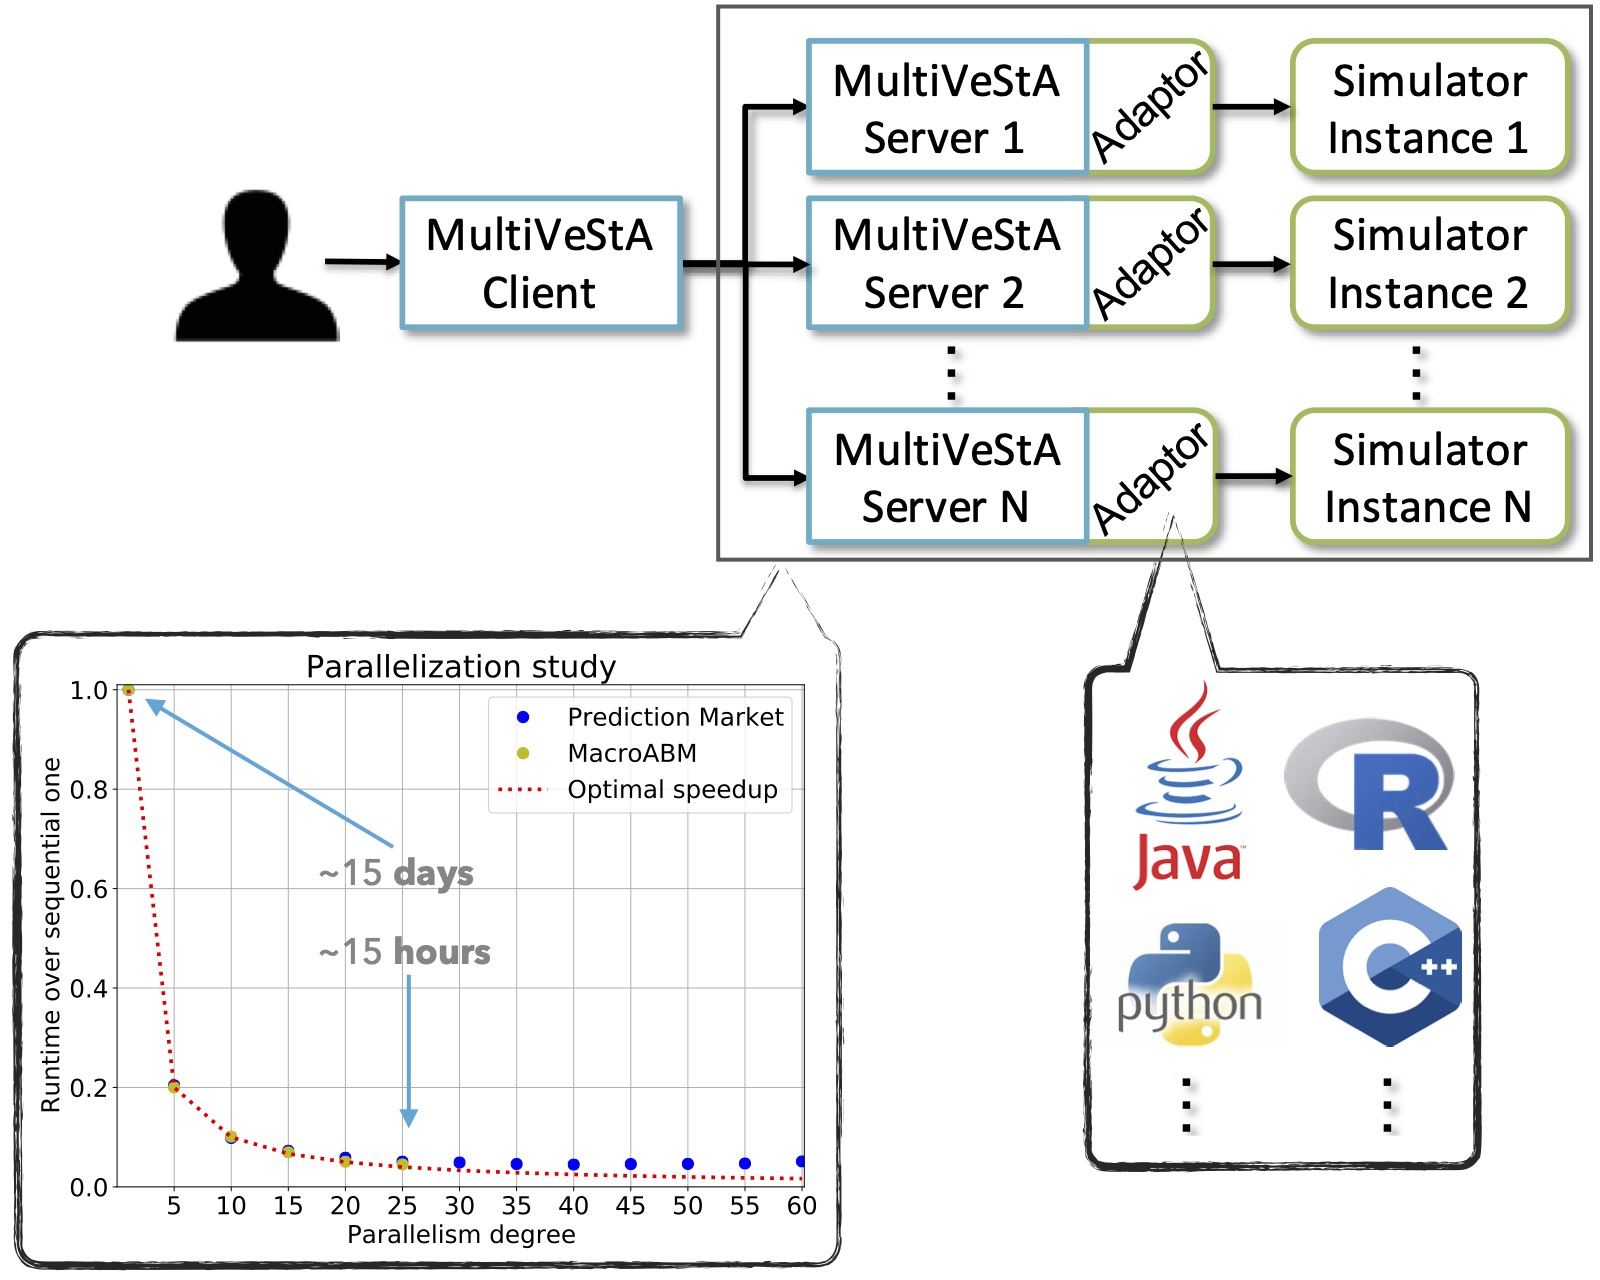 MultiVeStA
Client
MultiVeStA
Server 1
Adaptor
Simulator
Instance 1
MultiVeStA
Server 2
Adaptor
Simulator
Instance 2
MultiVeStA
Server N
Adaptor
Simulator
Instance N
Parallelization study
Runtime over sequential one
1.0
0.8
0.6
0.4
0.2
0.0
Prediction Market
MacroABM
Optimal speedup
~15 days
~15 hours
5 10 15 20 25 30 35 40 45 50 55 60
Parallelism degree
Java™
R
python
C++